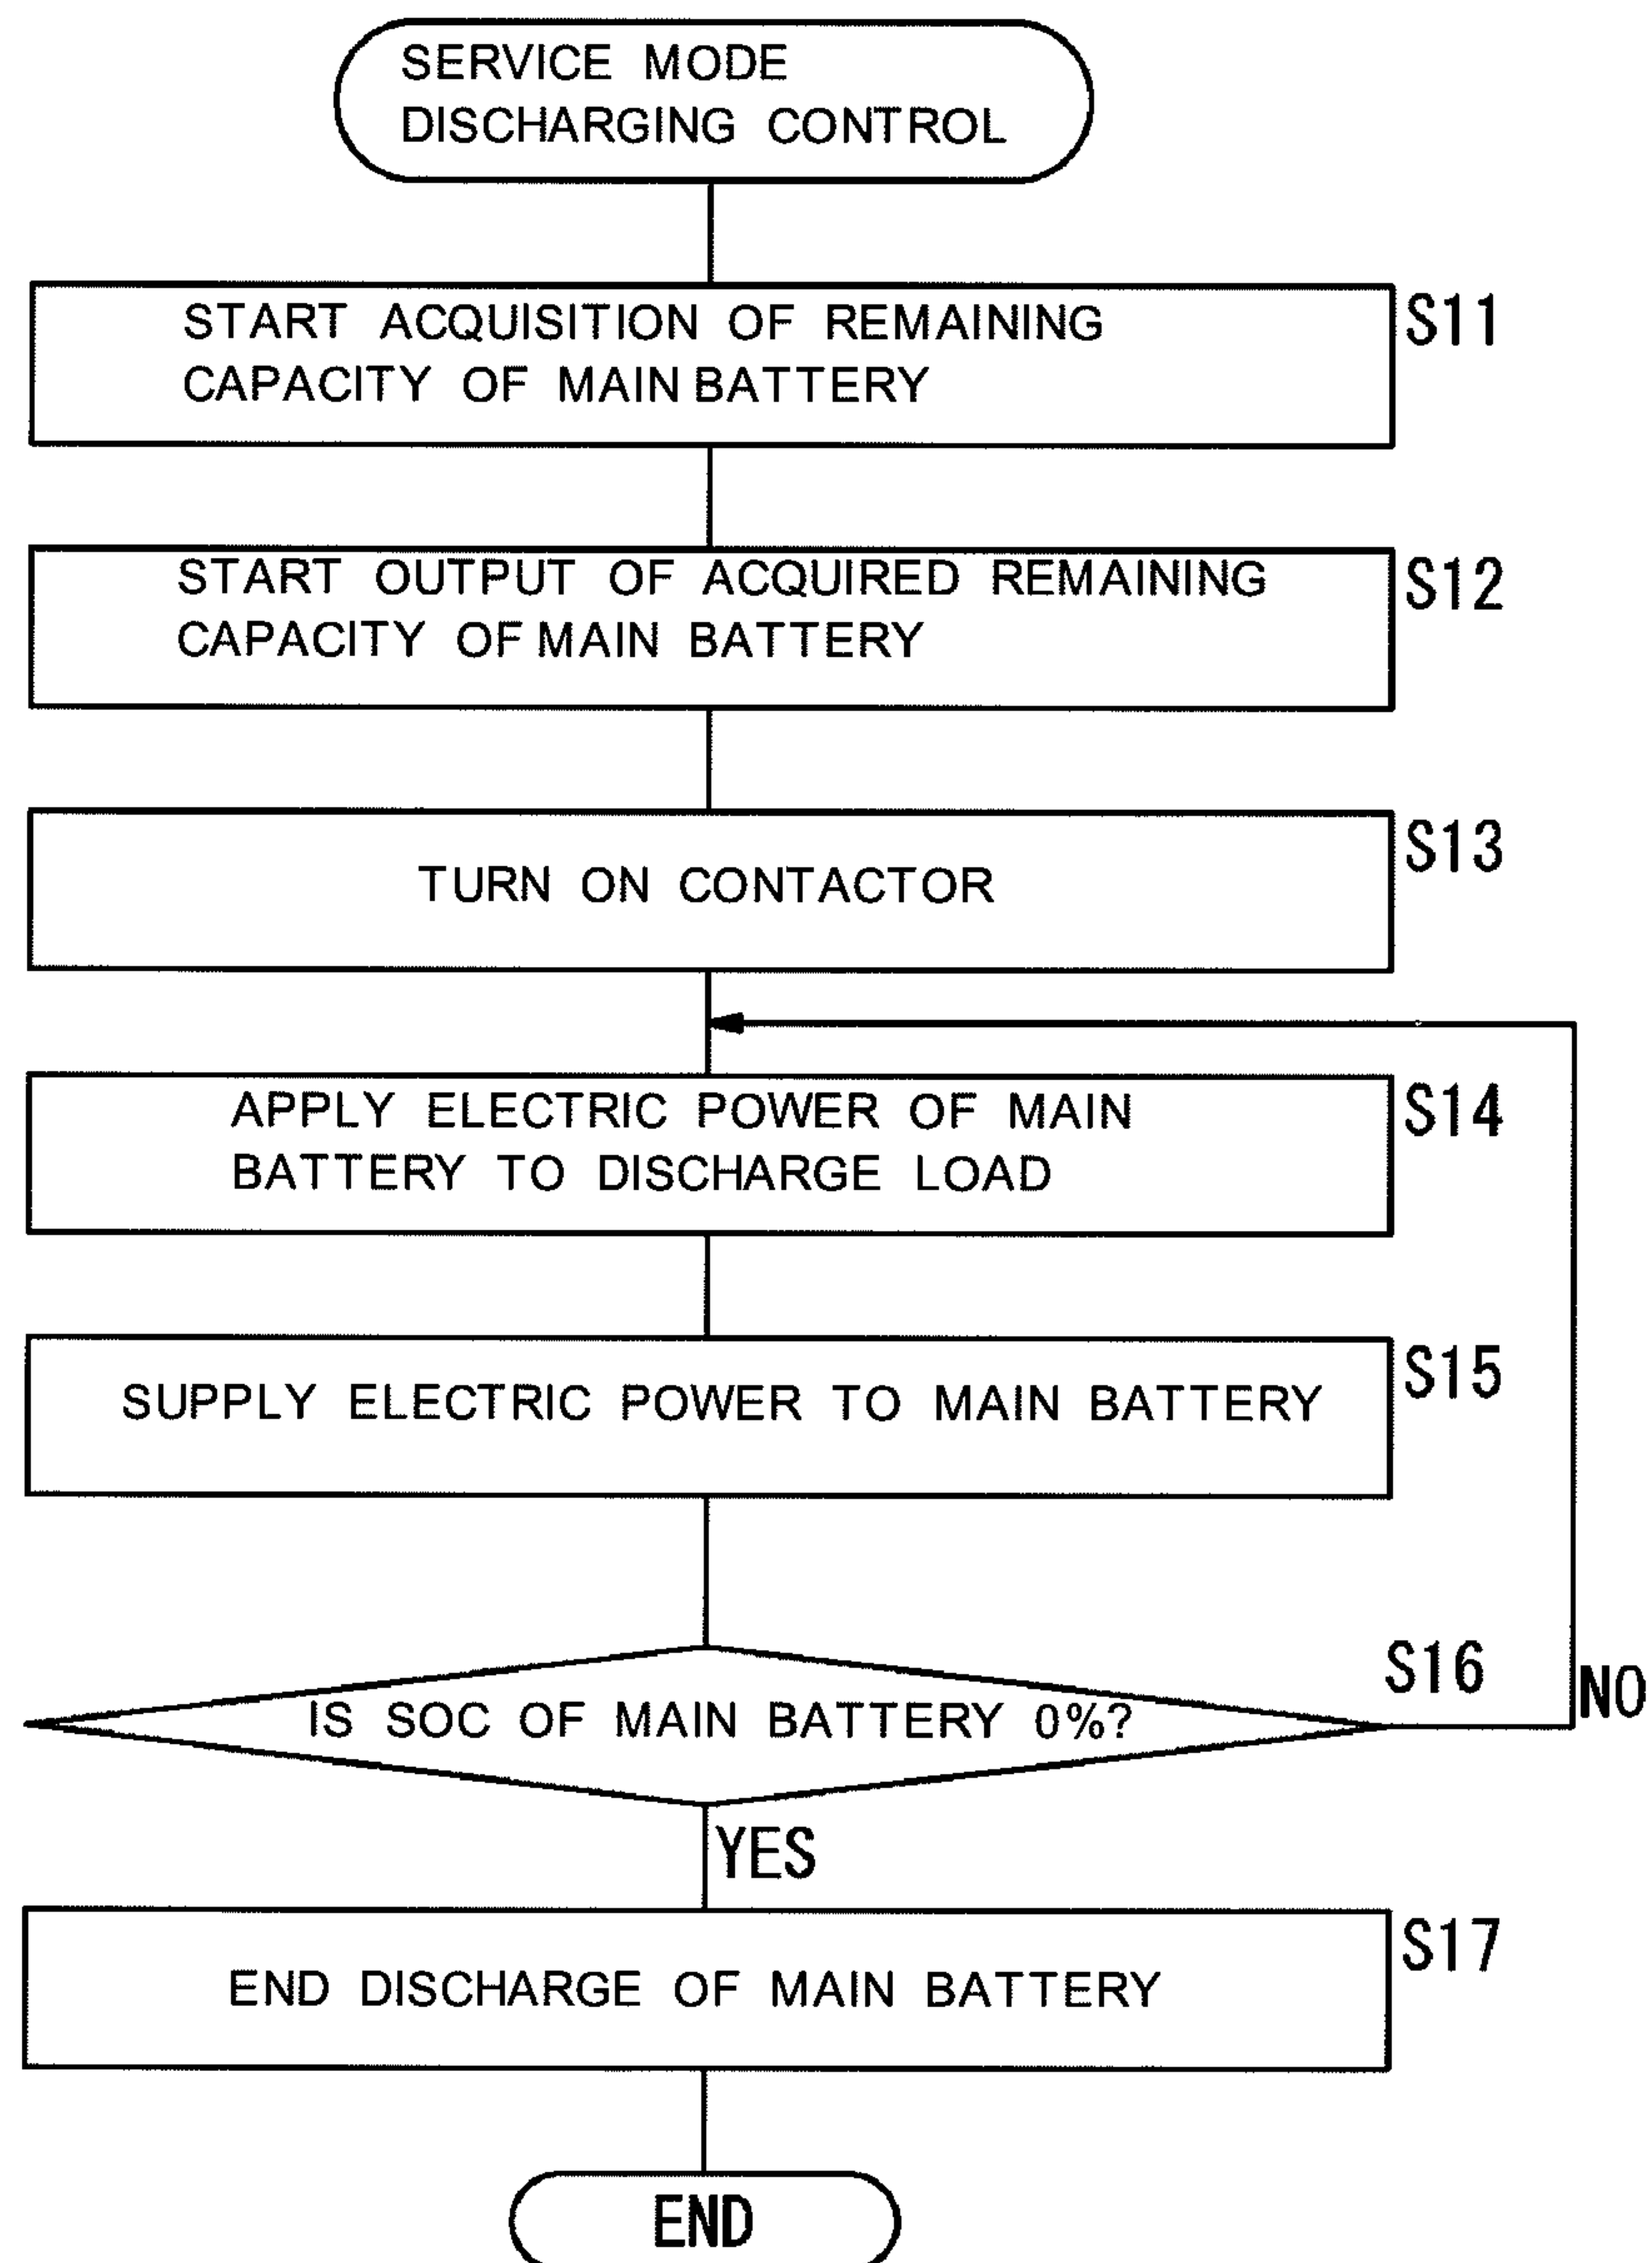 SERVICE MODE
DISCHARGING CONTROL
START ACQUISITION OF REMAINING
CAPACITY OF MAIN BATTERY
S11
START OUTPUT OF ACQUIRED REMAINING
CAPACITY OF MAIN BATTERY
S12
TURN ON CONTACTOR
S13
APPLY ELECTRIC POWER OF MAIN
BATTERY TO DISCHARGE LOAD
S14
SUPPLY ELECTRIC POWER TO MAIN BATTERY
S15
IS SOC OF MAIN BATTERY 0%?
S16
NO
YES
END DISCHARGE OF MAIN BATTERY
S17
END